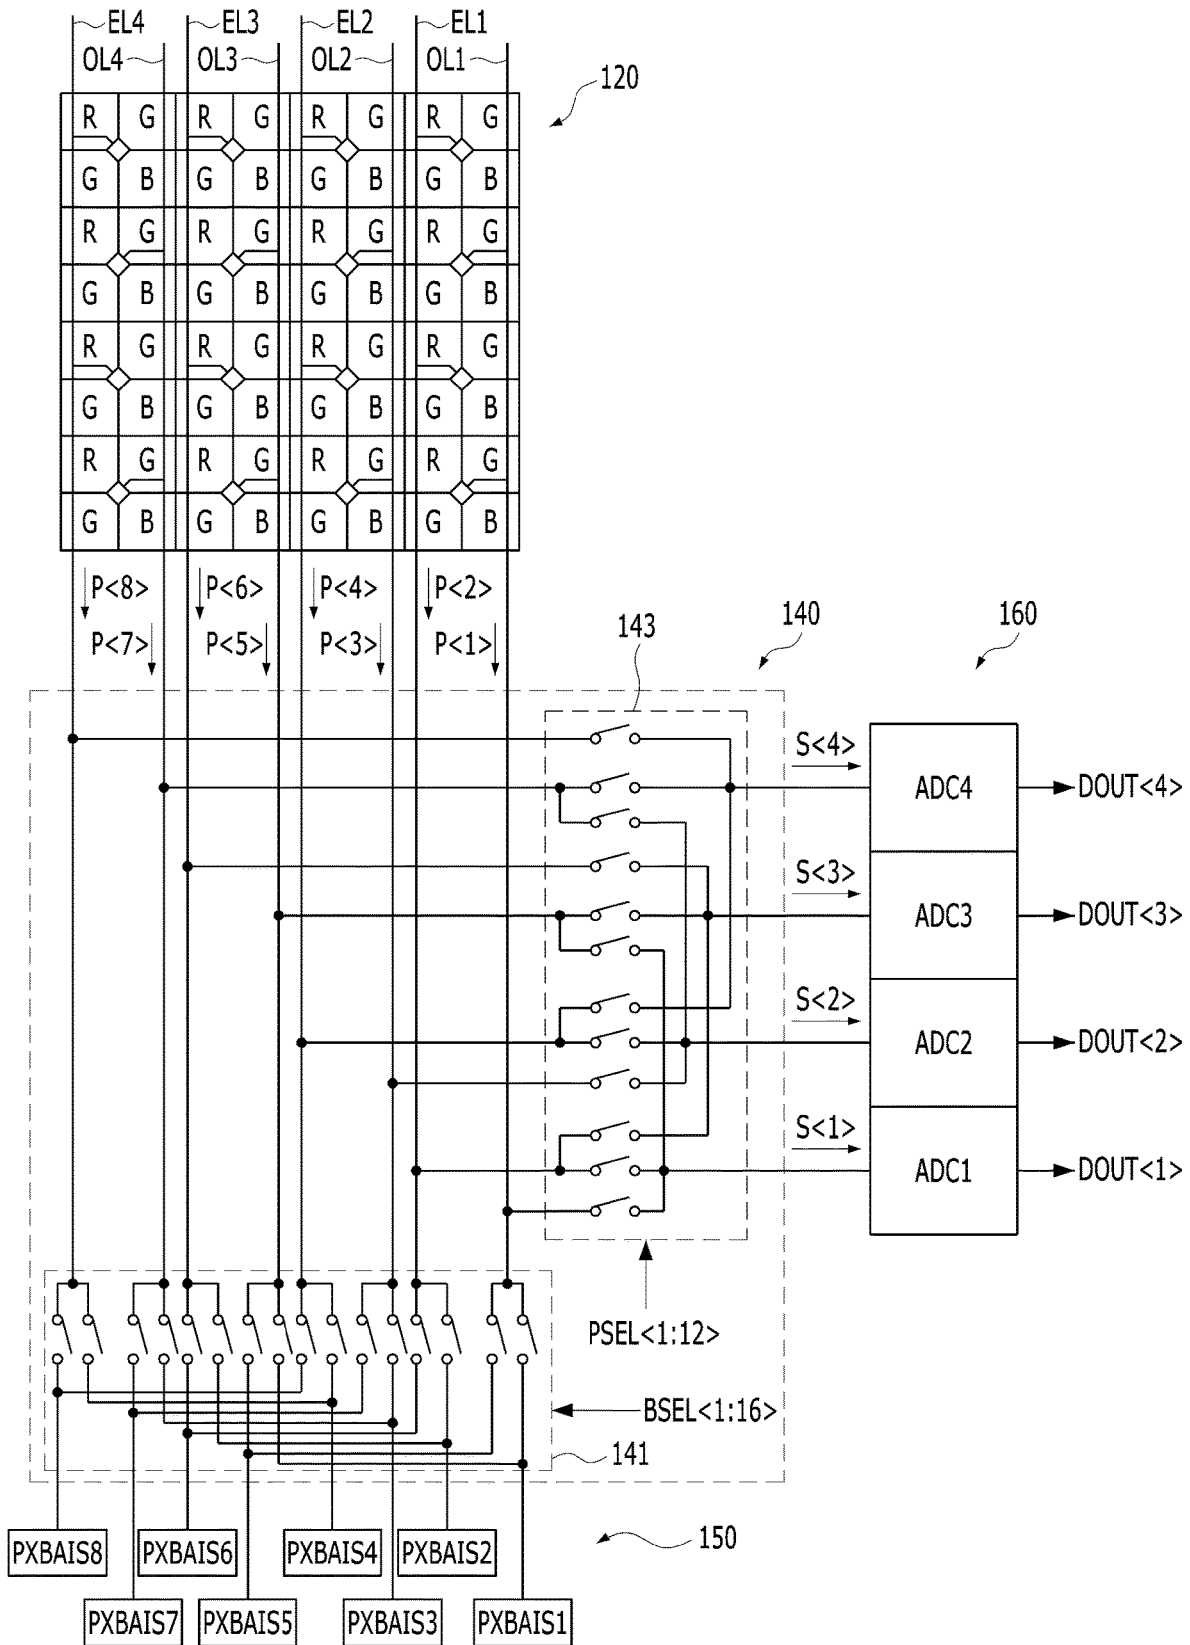 EL4 EL3 EL2 EL1
OL4 OL3 OL2 OL1
120
R G R G R G R G
G B G B G B G B
R G R G R G R G
G B G B G B G B
R G R G R G R G
G B G B G B G B
R G R G R G R G
G B G B G B G B
P<8> P<6> P<4> P<2>
P<7> P<5> P<3> P<1>
143
140
160
S<4>
ADC4
DOUT<4>
S<3>
ADC3
DOUT<3>
S<2>
ADC2
DOUT<2>
S<1>
ADC1
DOUT<1>
PSEL<1:12>
BSEL<1:16>
141
150
PXBAIS8 PXBAIS6 PXBAIS4 PXBAIS2
PXBAIS7 PXBAIS5 PXBAIS3 PXBAIS1